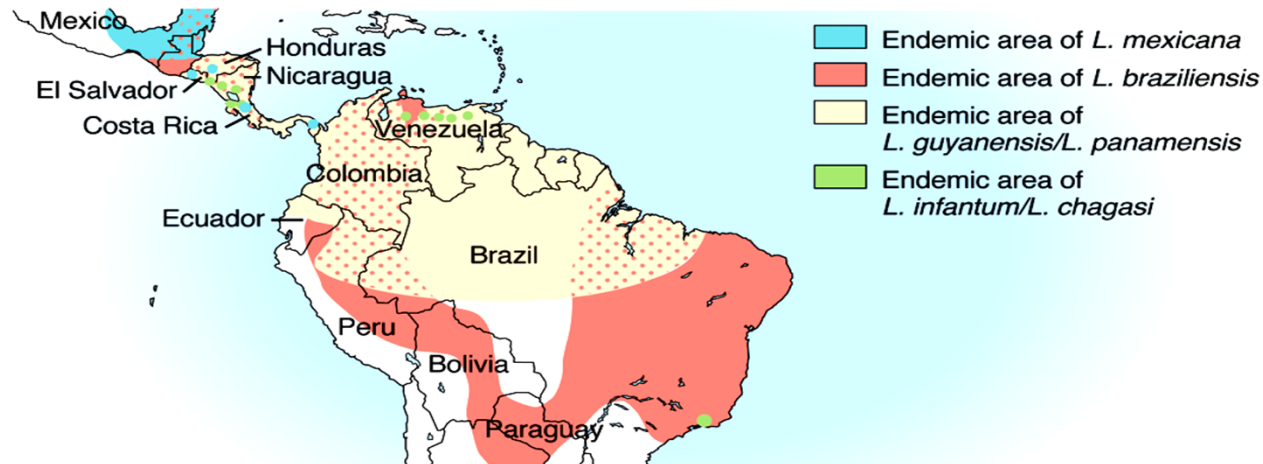 Mexico
Honduras
Nicaragua
El Salvador
Costa Rica
Venezuela
Colombia
Ecuador
Brazil
Peru
Bolivia
Paraguay
Endemic area of L. mexicana
Endemic area of L. braziliensis
Endemic area of
L. guyanensis/L. panamensis
Endemic area of
L. infantum/L. chagasi